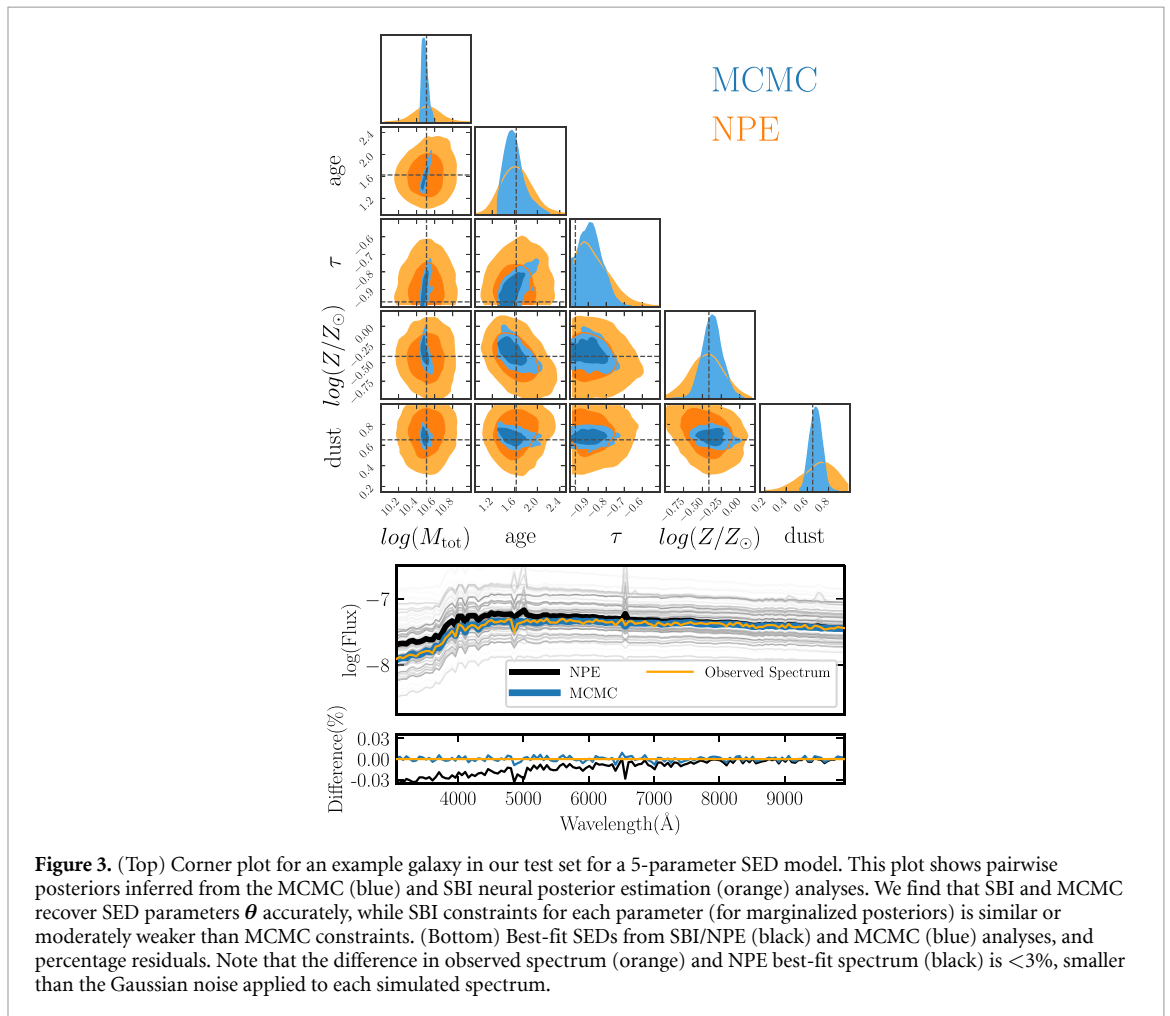 MCMC
NPE
age
2.4
2.0
1.6
1.2
τ
−0.6
−0.7
−0.8
−0.9
log(Z/Z⊙)
0.00
−0.25
−0.50
−0.75
dust
0.8
0.6
0.4
0.2
10.2 10.4 10.6 10.8
1.2 1.6 2.0 2.4
−0.9 −0.8 −0.7 −0.6
−0.75 −0.50 −0.25 0.00
0.2 0.4 0.6 0.8
log(M_tot) age τ log(Z/Z⊙) dust
log(Flux)
−7
−8
NPE
MCMC
Observed Spectrum
Difference(%)
0.03
0.00
-0.03
4000 5000 6000 7000 8000 9000
Wavelength(Å)
Figure 3. (Top) Corner plot for an example galaxy in our test set for a 5-parameter SED model. This plot shows pairwise
posteriors inferred from the MCMC (blue) and SBI neural posterior estimation (orange) analyses. We find that SBI and MCMC
recover SED parameters θ accurately, while SBI constraints for each parameter (for marginalized posteriors) is similar or
moderately weaker than MCMC constraints. (Bottom) Best-fit SEDs from SBI/NPE (black) and MCMC (blue) analyses, and
percentage residuals. Note that the difference in observed spectrum (orange) and NPE best-fit spectrum (black) is <3%, smaller
than the Gaussian noise applied to each simulated spectrum.